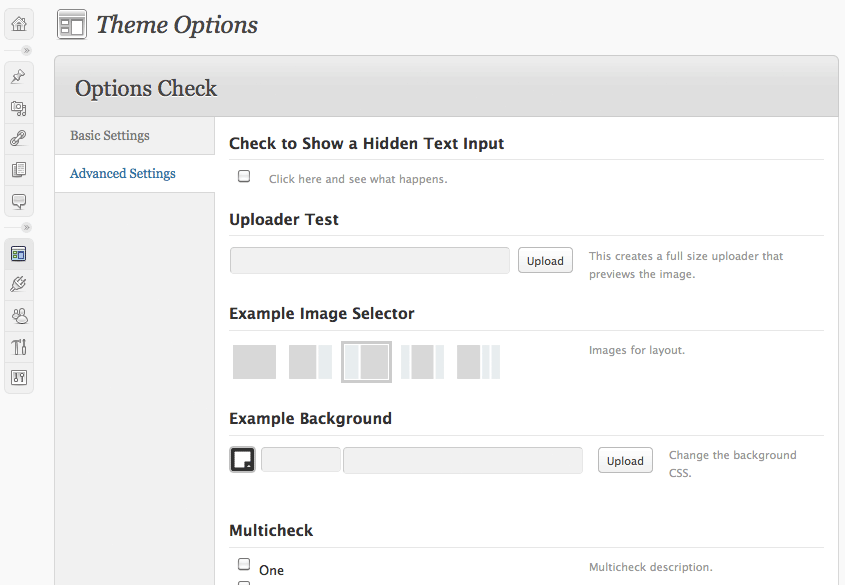 Theme Options
Options Check
Basic Settings
Advanced Settings
Check to Show a Hidden Text Input
Click here and see what happens.
Uploader Test
Upload
This creates a full size uploader that
previews the image.
Example Image Selector
Images for layout.
Example Background
Upload
Change the background
CSS.
Multicheck
One
Multicheck description.